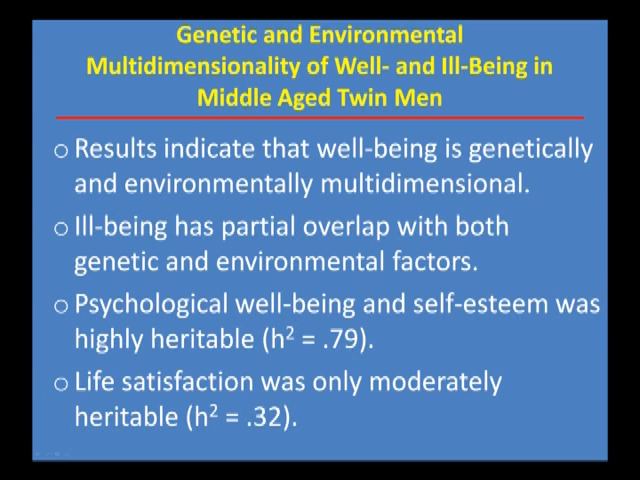 Genetic and Environmental
Multidimensionality of Well- and Ill-Being in
Middle Aged Twin Men
○ Results indicate that well-being is genetically
and environmentally multidimensional.
○ Ill-being has partial overlap with both
genetic and environmental factors.
○ Psychological well-being and self-esteem was
highly heritable (h² = .79).
○ Life satisfaction was only moderately
heritable (h² = .32).